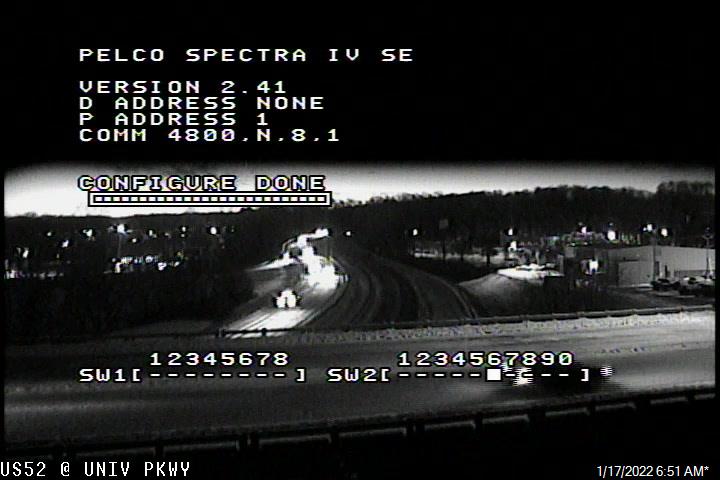 PELCO SPECTRA IV SE
VERSION 2.41
D ADDRESS NONE
P ADDRESS 1
COMM 4800,N,8,1
CONFIGURE DONE
12345678 1234567890
SW1[--------] SW2[-----■----]
US52 @ UNIV PKWY
1/17/2022 6:51 AM*